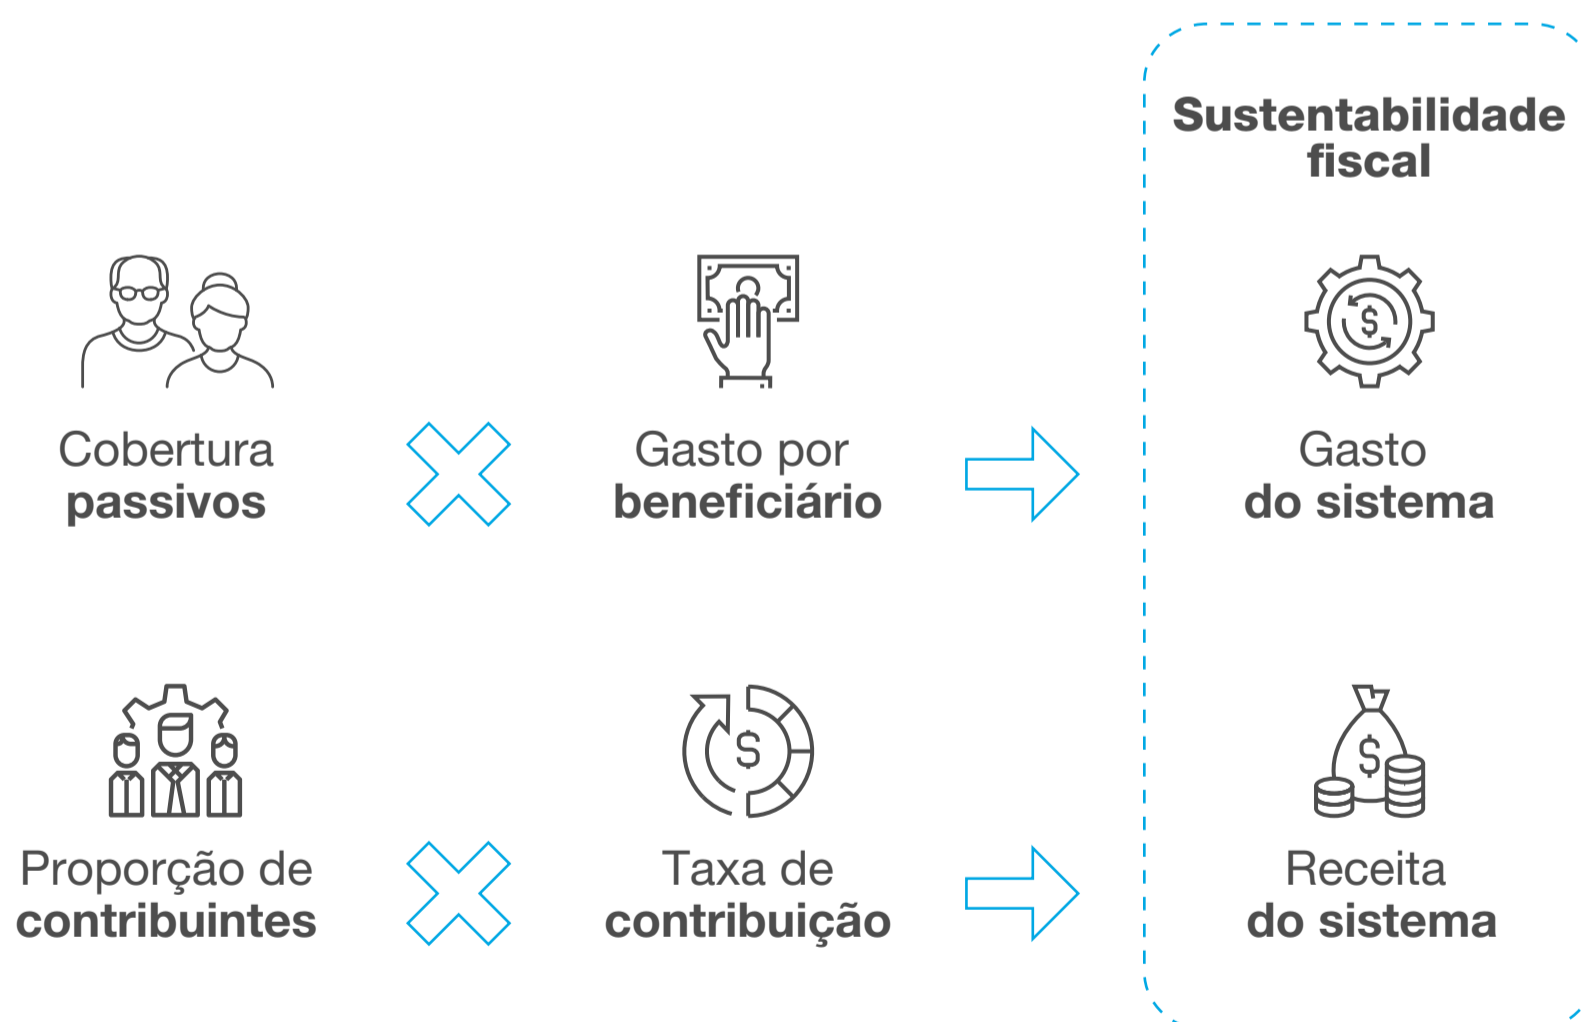 Sustentabilidade
fiscal
Cobertura
passivos
Gasto por
beneficiário
Gasto
do sistema
Proporção de
contribuintes
Taxa de
contribuição
Receita
do sistema